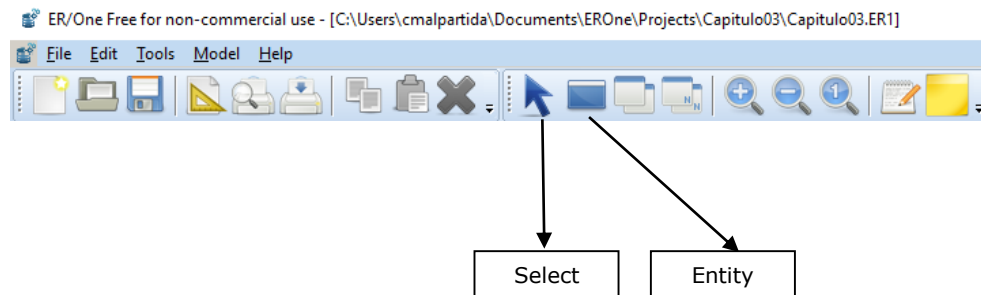 ER/One Free for non-commercial use - [C:\Users\cmalpartida\Documents\EROne\Projects\Capitulo03\Capitulo03.ER1]
File Edit Tools Model Help
1
N N
Select Entity